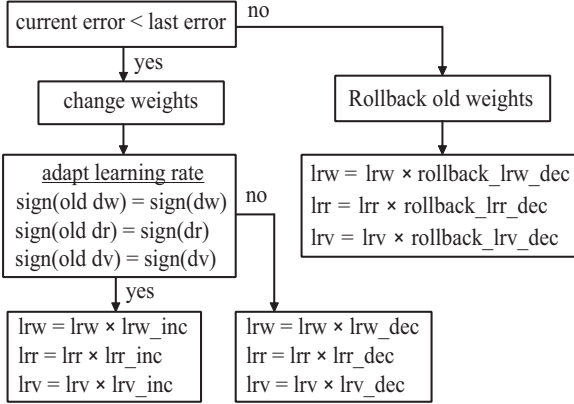 current error < last error
no
yes
change weights
Rollback old weights
adapt learning rate
sign(old dw) = sign(dw)
sign(old dr) = sign(dr)
sign(old dv) = sign(dv)
no
lrw = lrw × rollback_lrw_dec
lrr = lrr × rollback_lrr_dec
lrv = lrv × rollback_lrv_dec
yes
lrw = lrw × lrw_inc
lrr = lrr × lrr_inc
lrv = lrv × lrv_inc
lrw = lrw × lrw_dec
lrr = lrr × lrr_dec
lrv = lrv × lrv_dec